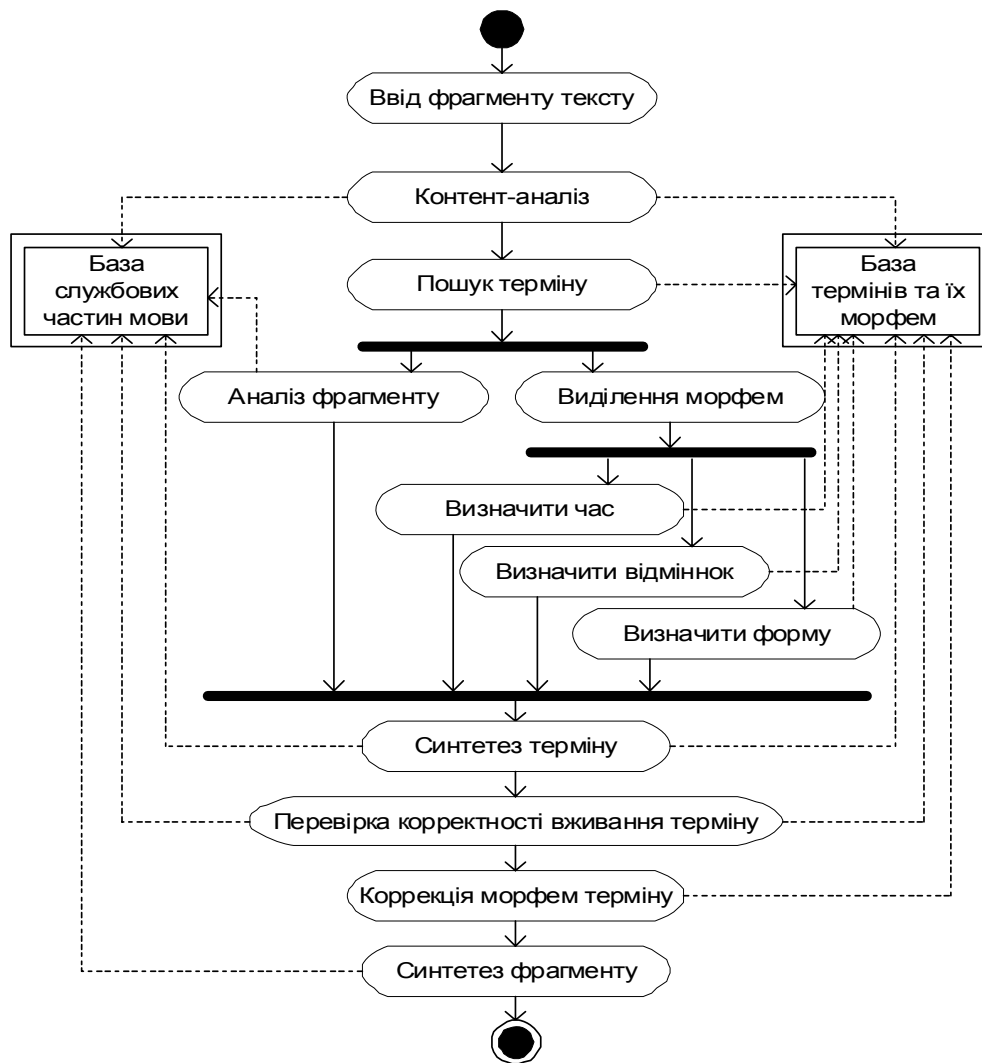 Ввід фрагменту тексту
Контент-аналіз
База
службових
частин мови
Пошук терміну
База
термінів та їх
морфем
Аналіз фрагменту
Виділення морфем
Визначити час
Визначити відміннок
Визначити форму
Синтетез терміну
Перевірка корректності вживання терміну
Коррекція морфем терміну
Синтетез фрагменту